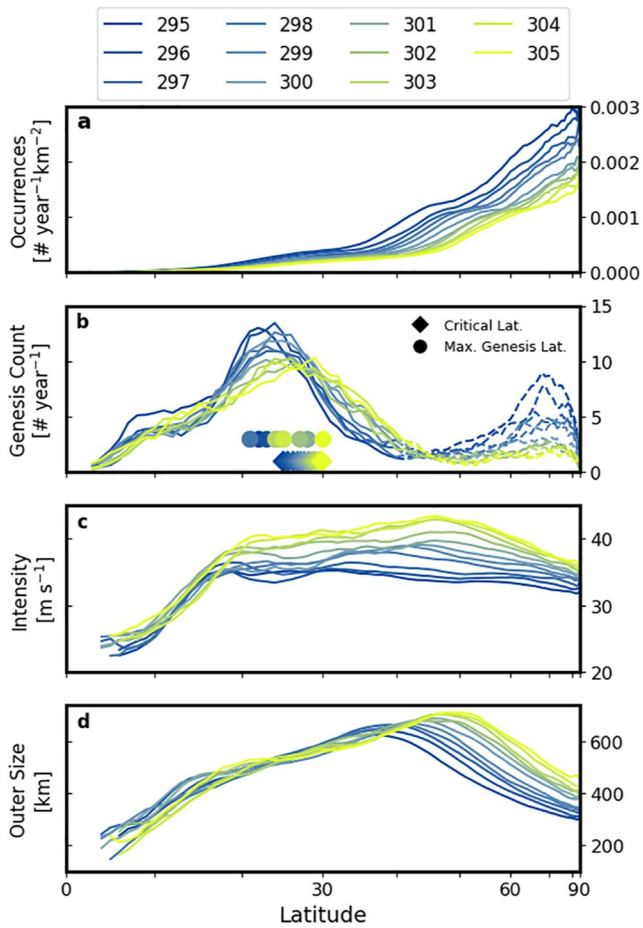 295 298 301 304
296 299 302 305
297 300 303
a
Occurrences
[# year⁻¹km⁻²]
0.003
0.002
0.001
0.000
b
Genesis Count
[# year⁻¹]
Critical Lat.
Max. Genesis Lat.
15
10
5
0
c
Intensity
[m s⁻¹]
40
30
20
d
Outer Size
[km]
600
400
200
0 30 60 90
Latitude